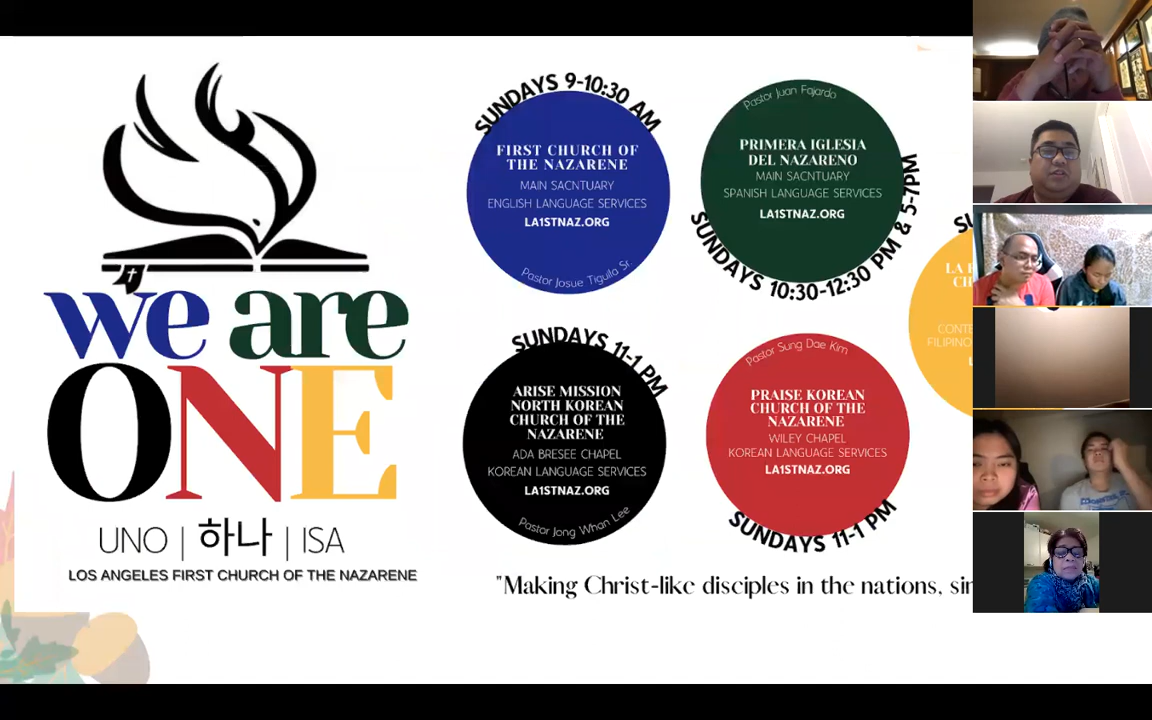 we are
ONE
UNO | 하나 | ISA
LOS ANGELES FIRST CHURCH OF THE NAZARENE
SUNDAYS 9-10:30 AM
FIRST CHURCH OF
THE NAZARENE
MAIN SACNTUARY
ENGLISH LANGUAGE SERVICES
LA1STNAZ.ORG
Pastor Josue Tiguila Sr.
Pastor Juan Fajardo
PRIMERA IGLESIA
DEL NAZARENO
MAIN SACNTUARY
SPANISH LANGUAGE SERVICES
LA1STNAZ.ORG
SUNDAYS 10:30-12:30 PM & 5-7PM
SUNDAYS 11-1 PM
ARISE MISSION
NORTH KOREAN
CHURCH OF THE
NAZARENE
ADA BRESEE CHAPEL
KOREAN LANGUAGE SERVICES
LA1STNAZ.ORG
Pastor Jong Whan Lee
Pastor Sung Dae Kim
PRAISE KOREAN
CHURCH OF THE
NAZARENE
WILEY CHAPEL
KOREAN LANGUAGE SERVICES
LA1STNAZ.ORG
SUNDAYS 11-1 PM
"Making Christ-like disciples in the nations,